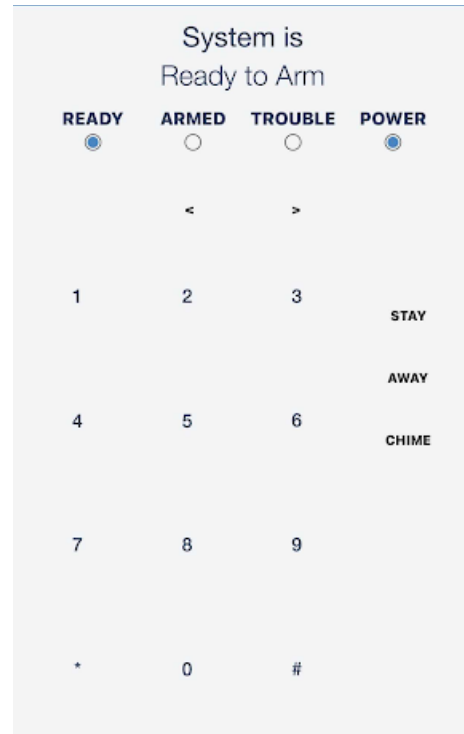 System is
Ready to Arm
READY ARMED TROUBLE POWER
< >
1 2 3
STAY
AWAY
4 5 6
CHIME
7 8 9
* 0 #